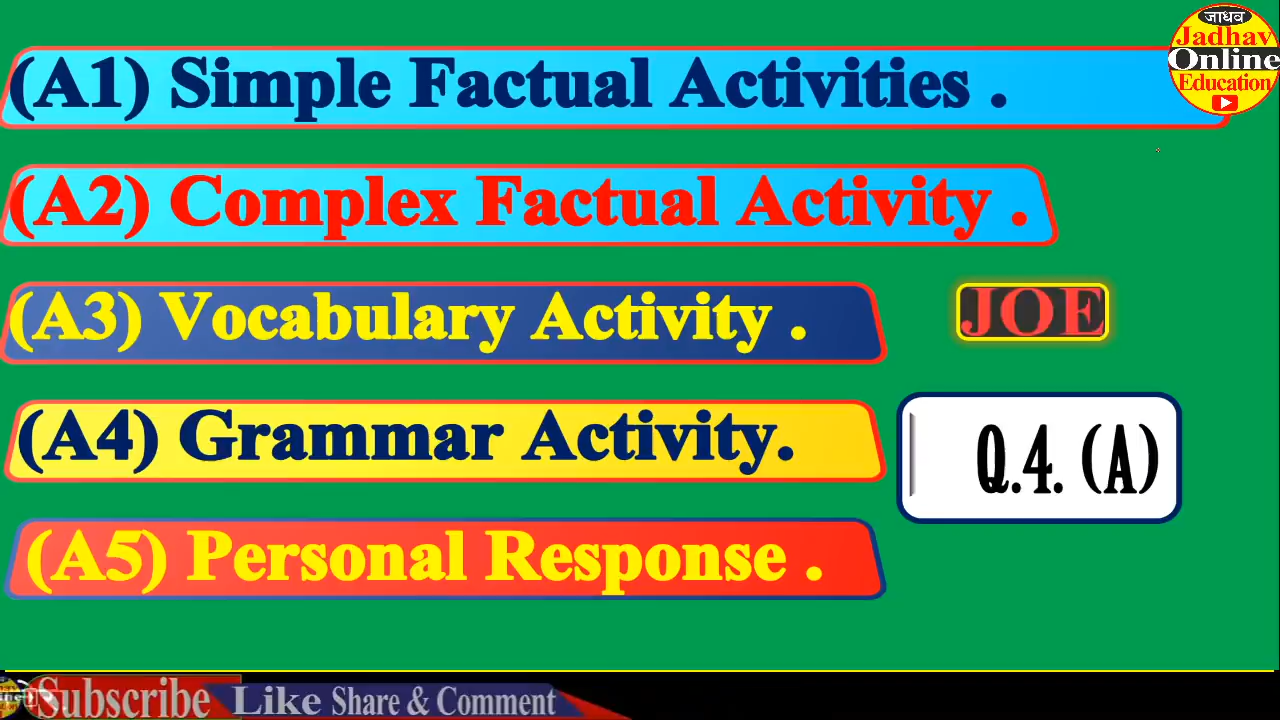 जाधव
Jadhav
Online
Education
(A1) Simple Factual Activities .
(A2) Complex Factual Activity .
(A3) Vocabulary Activity .
JOE
(A4) Grammar Activity.
Q.4. (A)
(A5) Personal Response .
Subscribe Like Share & Comment